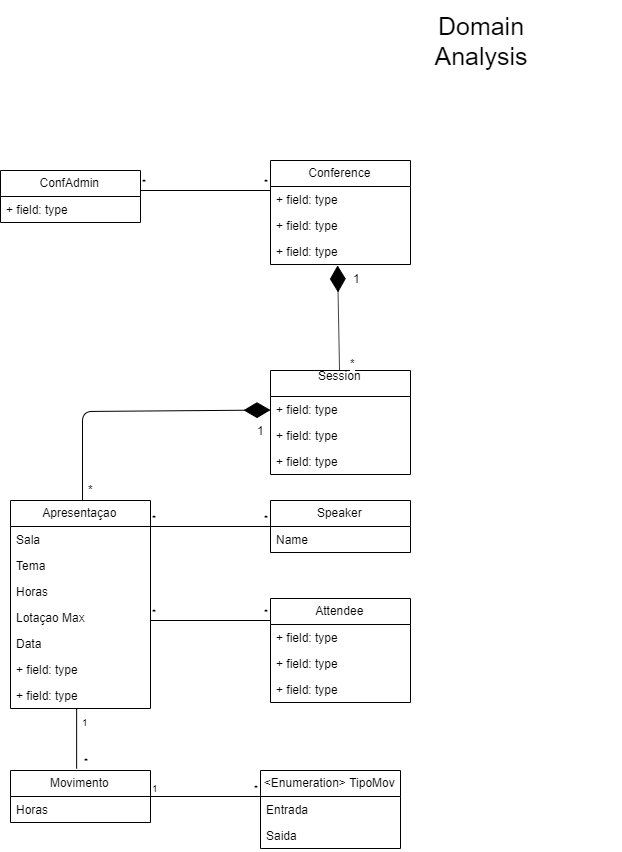 Domain
Analysis
ConfAdmin
+ field: type
*
*
Conference
+ field: type
+ field: type
+ field: type
1
*
Session
+ field: type
+ field: type
+ field: type
1
*
Apresentaçao
Sala
Tema
Horas
Lotaçao Max
Data
+ field: type
+ field: type
*
*
Speaker
Name
*
*
Attendee
+ field: type
+ field: type
+ field: type
1
*
Movimento
Horas
1
*
<Enumeration> TipoMov
Entrada
Saida